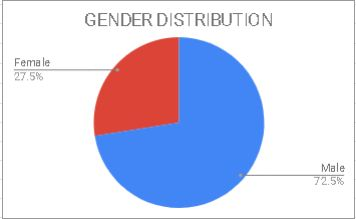 GENDER DISTRIBUTION
Female
27.5%
Male
72.5%